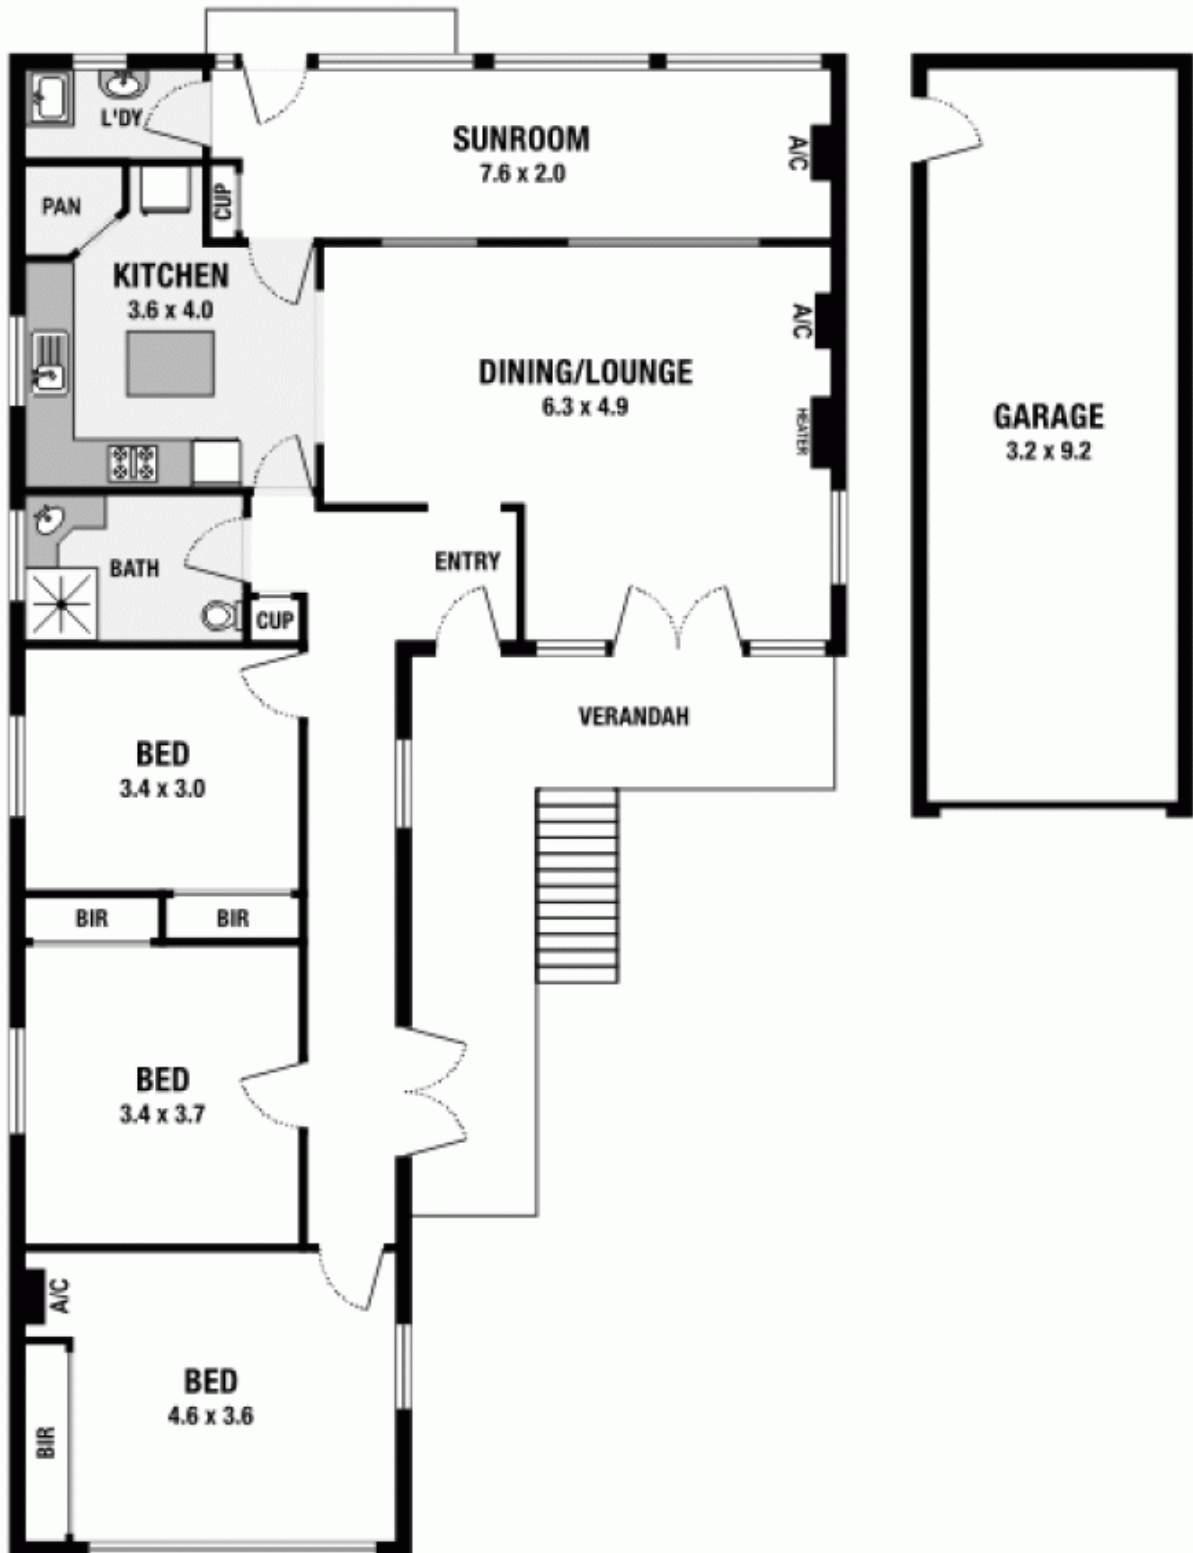 L'DY
SUNROOM
7.6 x 2.0
A/C
PAN
CUP
KITCHEN
3.6 x 4.0
A/C
DINING/LOUNGE
6.3 x 4.9
HEATER
GARAGE
3.2 x 9.2
BATH
ENTRY
CUP
VERANDAH
BED
3.4 x 3.0
BIR
BIR
BED
3.4 x 3.7
A/C
BED
4.6 x 3.6
BIR